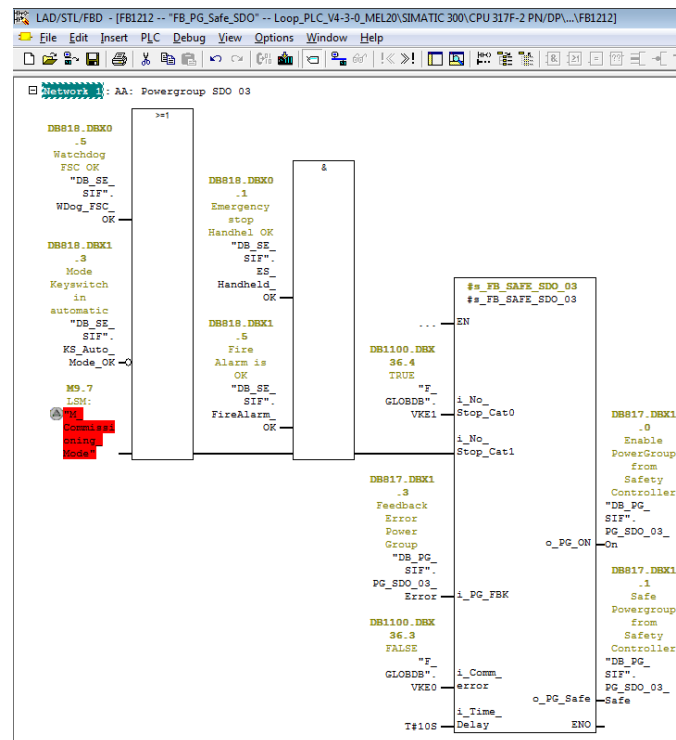 LAD/STL/FBD - [FB1212 -- "FB_PG_Safe_SDO" -- Loop_PLC_V4-3-0_MEL20\SIMATIC 300\CPU 317F-2 PN/DP\...\FB1212]
File Edit Insert PLC Debug View Options Window Help
Network 1: AA: Powergroup SDO 03
>=1
DB818.DBX0
.5
Watchdog
FSC OK
"DB_SE_
SIF".
WDog_FSC_
OK
DB818.DBX1
.3
Mode
Keyswitch
in
automatic
"DB_SE_
SIF".
KS_Auto_
Mode_OK
M9.7
LSM:
"M_
Commissi
oning_
Mode"
&
DB818.DBX0
.1
Emergency
stop
Handhel OK
"DB_SE_
SIF".
ES_
Handheld_
OK
DB818.DBX1
.5
Fire
Alarm is
OK
"DB_SE_
SIF".
FireAlarm_
OK
#s_FB_SAFE_SDO_03
#s_FB_SAFE_SDO_03
... EN
DB1100.DBX
36.4
TRUE
"F_
GLOBDB".
VKE1
i_No_
Stop_Cat0
i_No_
Stop_Cat1
DB817.DBX1
.3
Feedback
Error
Power
Group
"DB_PG_
SIF".
PG_SDO_03_
Error
i_PG_FBK
DB1100.DBX
36.3
FALSE
"F_
GLOBDB".
VKE0
i_Comm_
error
T#10S
i_Time_
Delay
DB817.DBX1
.0
Enable
PowerGroup
from
Safety
Controller
"DB_PG_
SIF".
PG_SDO_03_
On
o_PG_ON
DB817.DBX1
.1
Safe
Powergroup
from
Safety
Controller
"DB_PG_
SIF".
PG_SDO_03_
Safe
o_PG_Safe
ENO